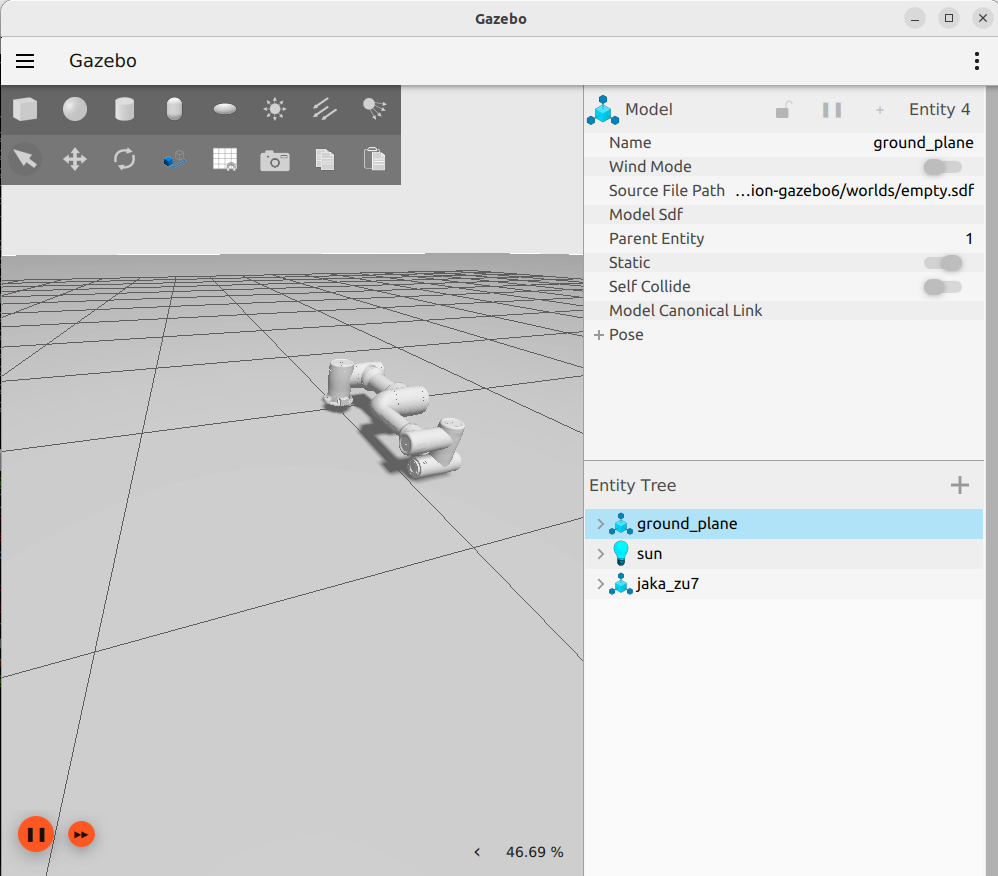 Gazebo
Gazebo
Model Entity 4
Name ground_plane
Wind Mode
Source File Path ...ion-gazebo6/worlds/empty.sdf
Model Sdf
Parent Entity 1
Static
Self Collide
Model Canonical Link
+ Pose
Entity Tree
ground_plane
sun
jaka_zu7
46.69 %